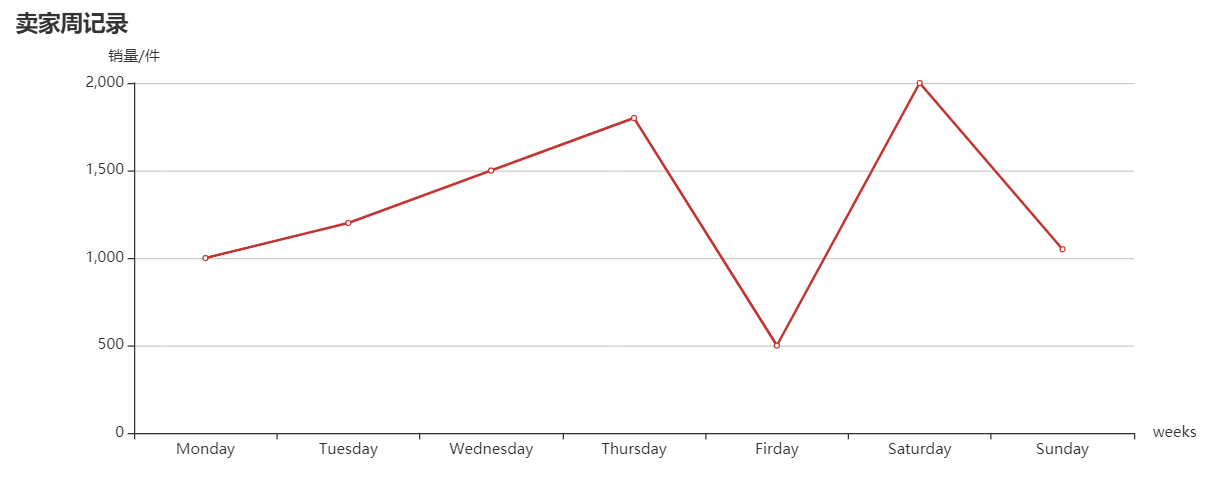 卖家周记录
销量/件
2,000
1,500
1,000
500
0
Monday Tuesday Wednesday Thursday Firday Saturday Sunday
weeks